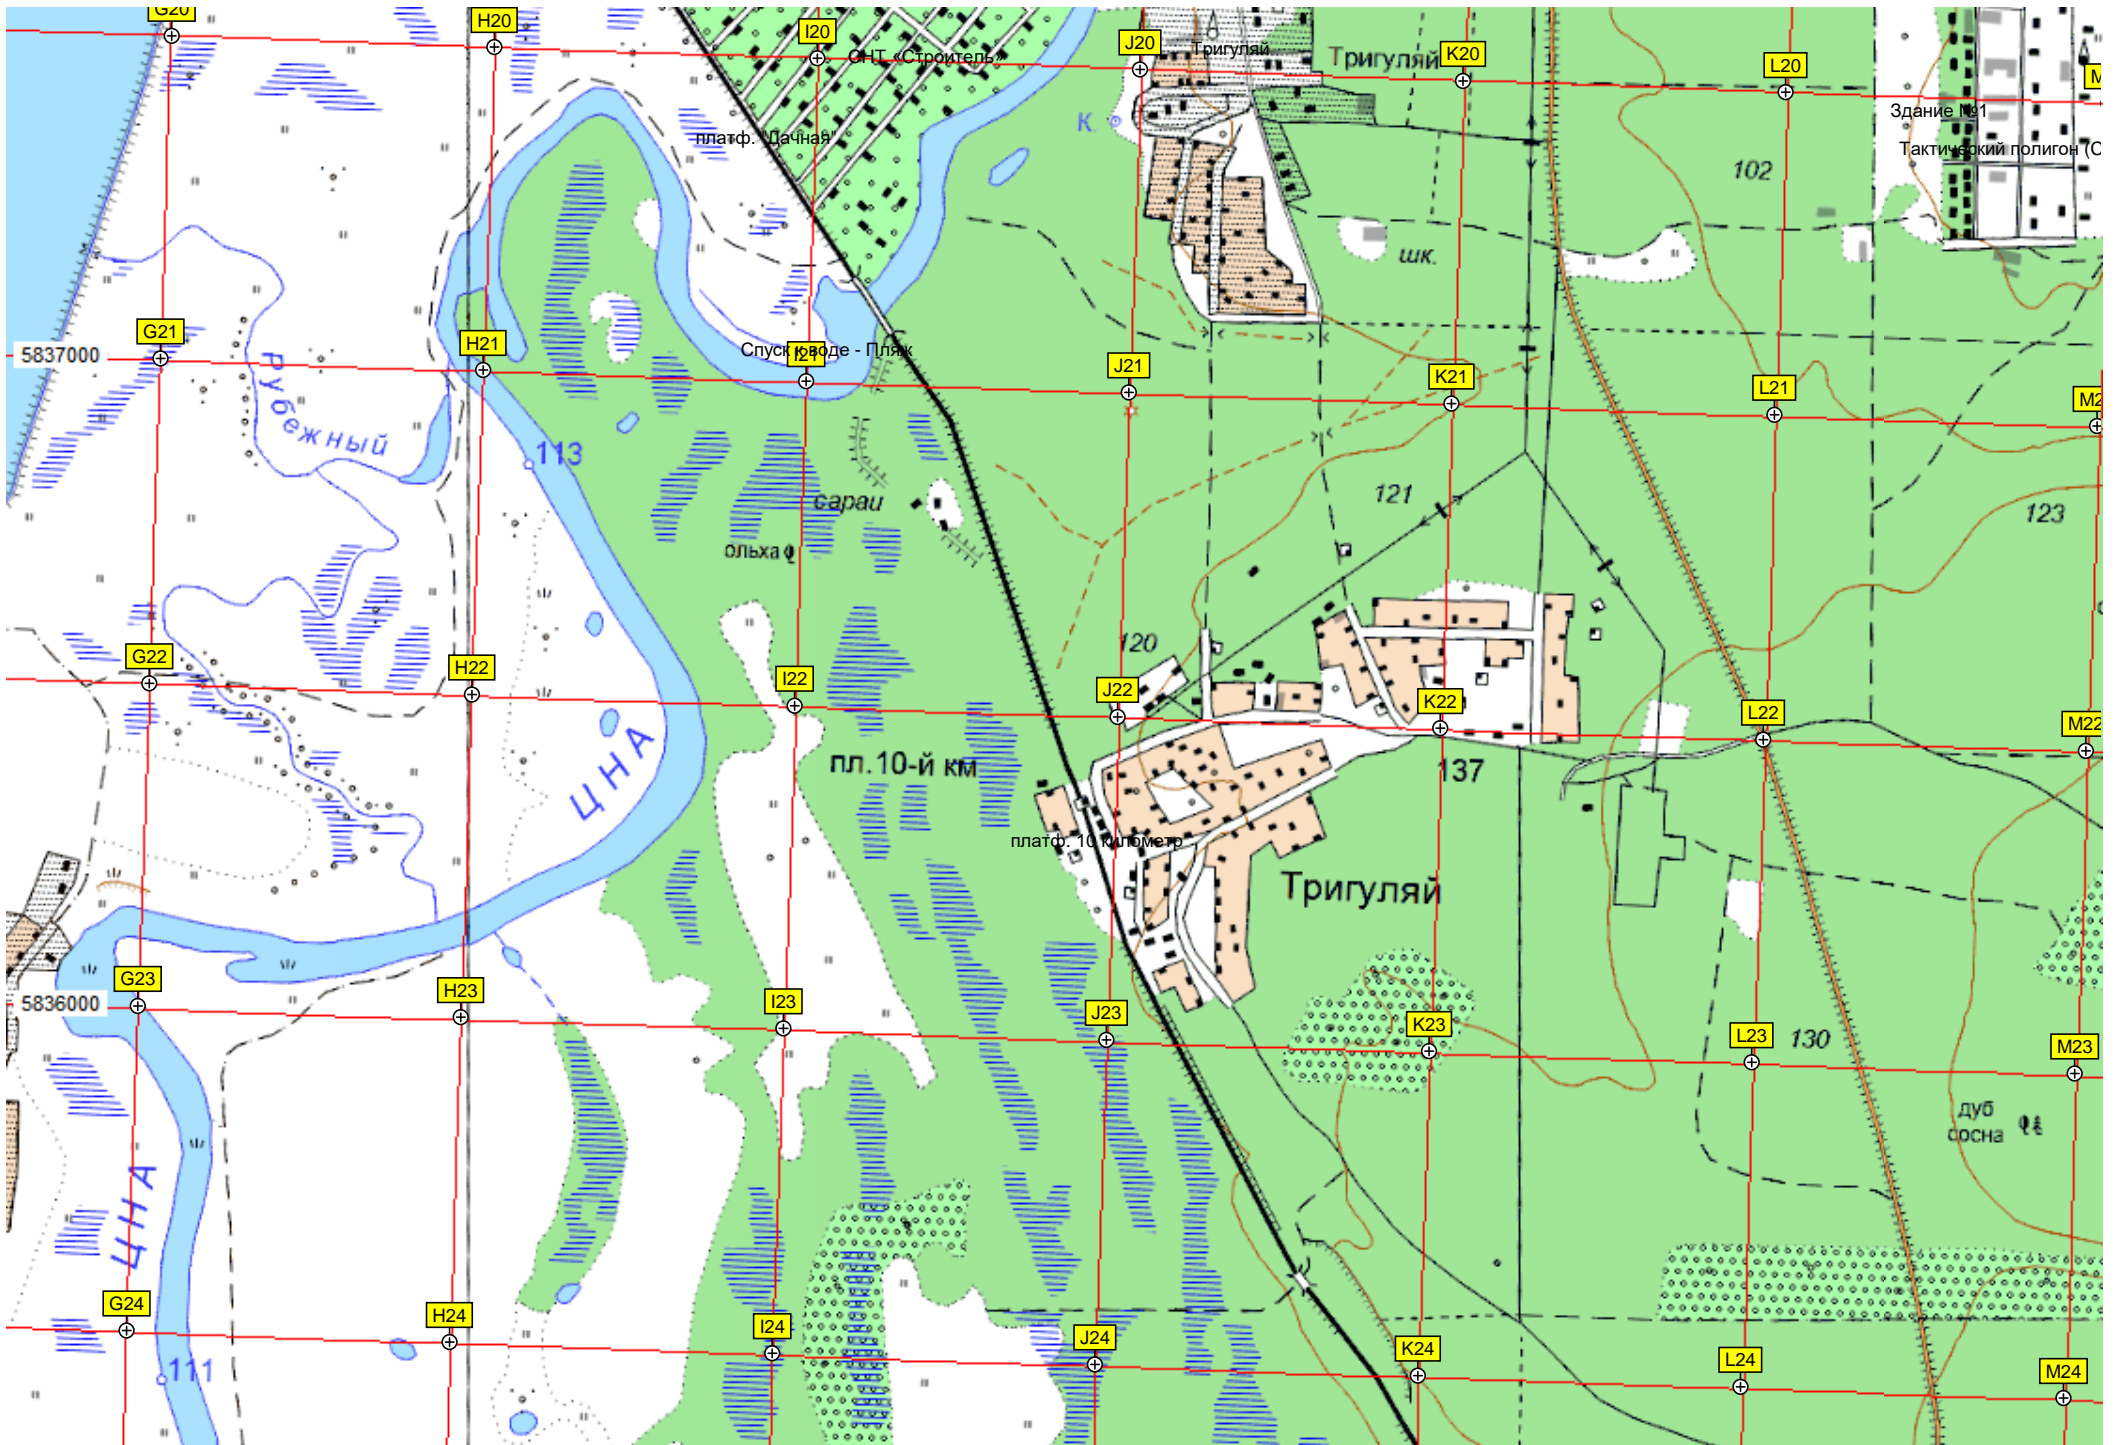 G20
H20
I20
J20
K20
L20
M
СНТ «Строитель»
Тригуляй
Тригуляй
Здание №1
Тактический полигон (С
платф. "Дачная"
К.
102
шк.
G21
H21
I21
J21
K21
L21
M2
5837000
Спуск к воде - Пляж
Рубежный
113
сараи
121
123
ольха
120
G22
H22
I22
J22
K22
L22
M22
ЦНА
пл.10-й км
137
платф. 10 километр
Тригуляй
G23
H23
I23
J23
K23
L23
M23
5836000
130
дуб
сосна
ЦНА
G24
H24
I24
J24
K24
L24
M24
111